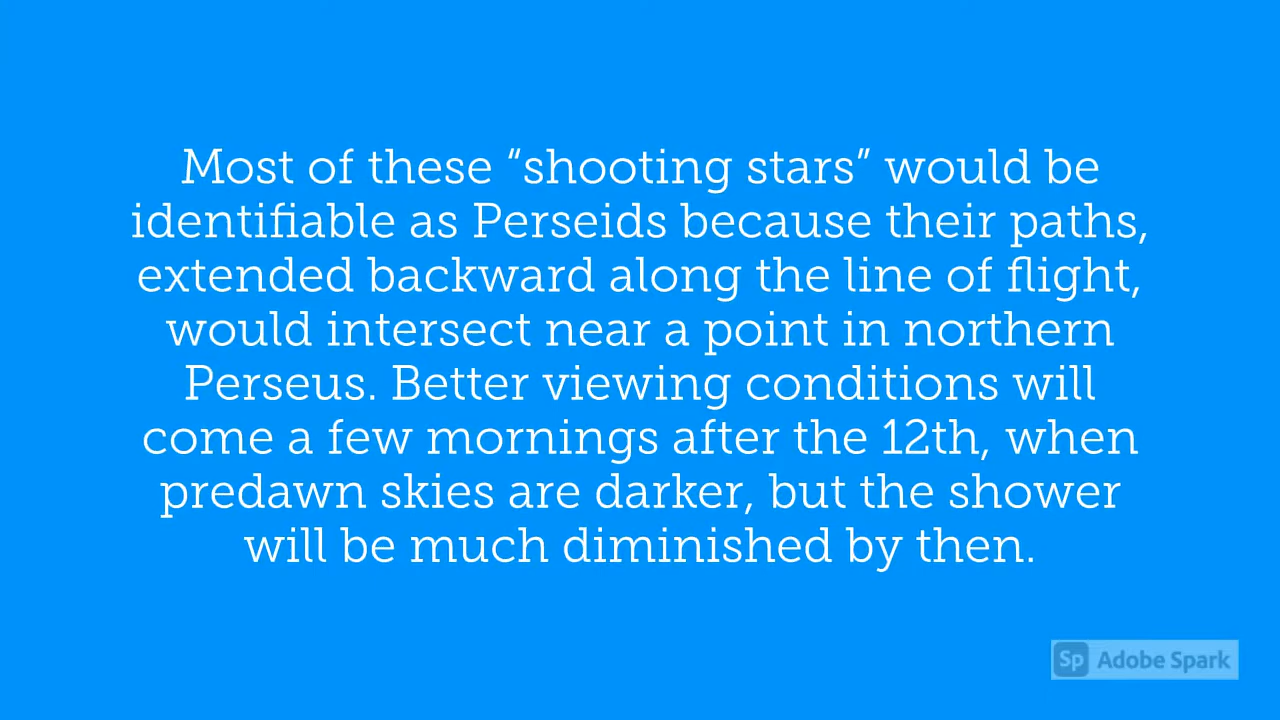 Most of these “shooting stars” would be
identifiable as Perseids because their paths,
extended backward along the line of flight,
would intersect near a point in northern
Perseus. Better viewing conditions will
come a few mornings after the 12th, when
predawn skies are darker, but the shower
will be much diminished by then.
Sp Adobe Spark